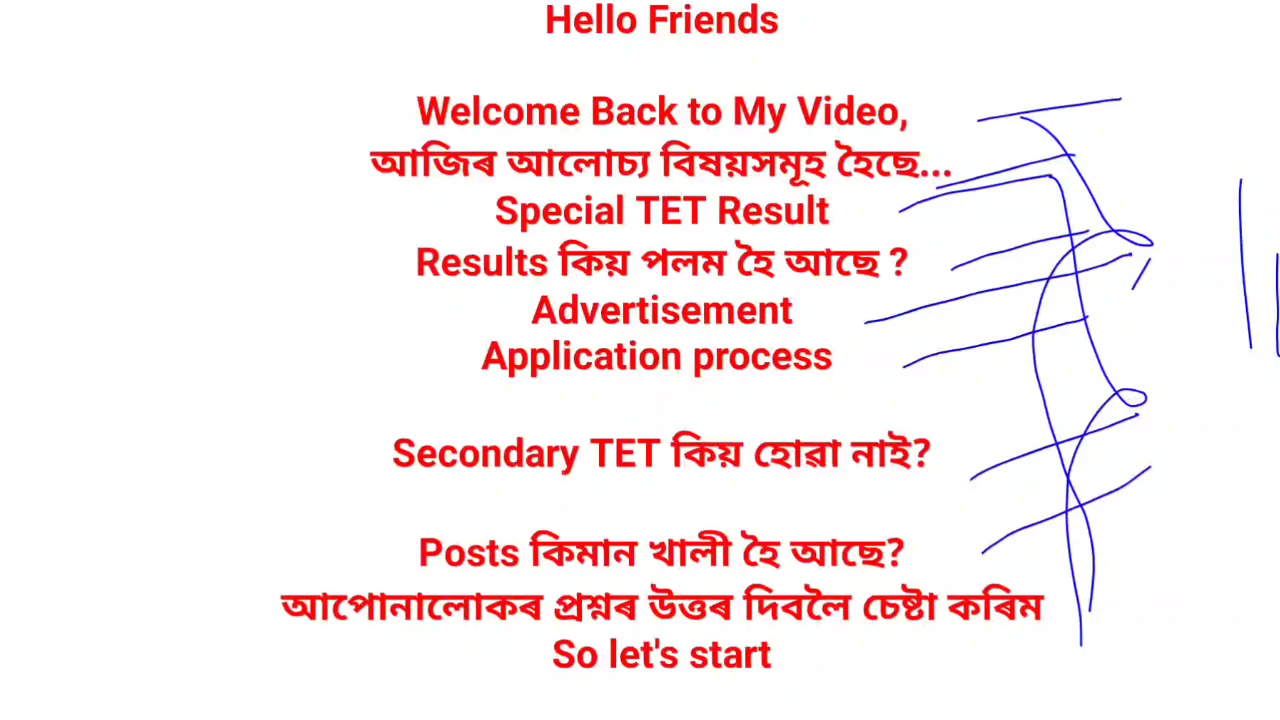 Hello Friends
Welcome Back to My Video,
আজিৰ আলোচ্য বিষয়সমূহ হৈছে...
Special TET Result
Results কিয় পলম হৈ আছে ?
Advertisement
Application process
Secondary TET কিয় হোৱা নাই?
Posts কিমান খালী হৈ আছে?
আপোনালোকৰ প্ৰশ্নৰ উত্তৰ দিবলৈ চেষ্টা কৰিম
So let's start